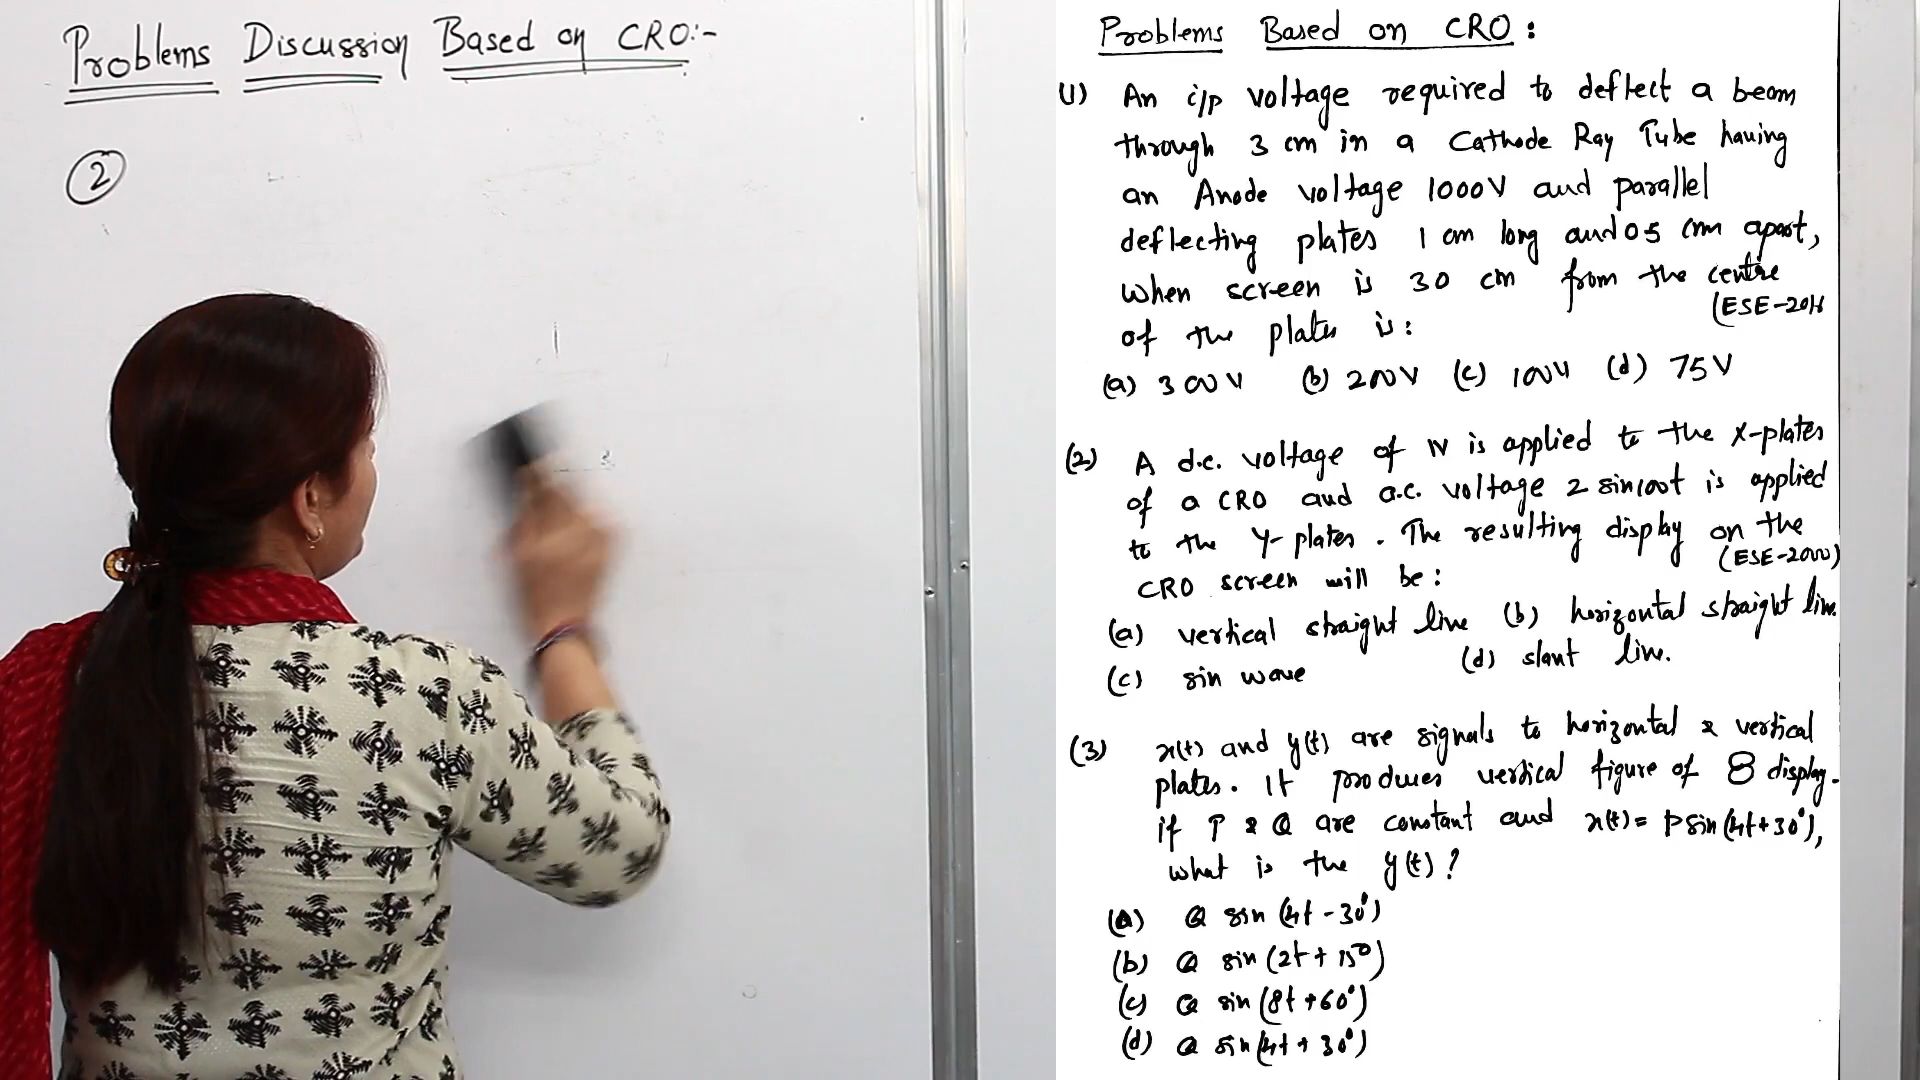 Problems Discussion Based on CRO:-
2
Problems Based on CRO :
(1) An i/p voltage required to deflect a beam
through 3 cm in a Cathode Ray Tube having
an Anode voltage 1000V and parallel
deflecting plates 1 cm long and 0.5 cm apart,
when screen is 30 cm from the centre
of the plates is :
(a) 300V (b) 200V (c) 100V (d) 75V
(2) A d.c. voltage of 1V is applied to the X-plates
of a CRO and a.c. voltage 2 sin100t is applied
to the Y-plates. The resulting display on the
(ESE-2000)
CRO screen will be :
(a) vertical straight line (b) horizontal straight line.
(c) sin wave (d) slant line.
(3) x(t) and y(t) are signals to horizontal & vertical
plates. It produces vertical figure of 8 display.
if P & Q are constant and x(t) = P sin(4t+30°),
what is the y(t) ?
(a) Q sin (4t - 30°)
(b) Q sin (2t + 15°)
(c) Q sin (8t + 60°)
(d) Q sin (4t + 30°)